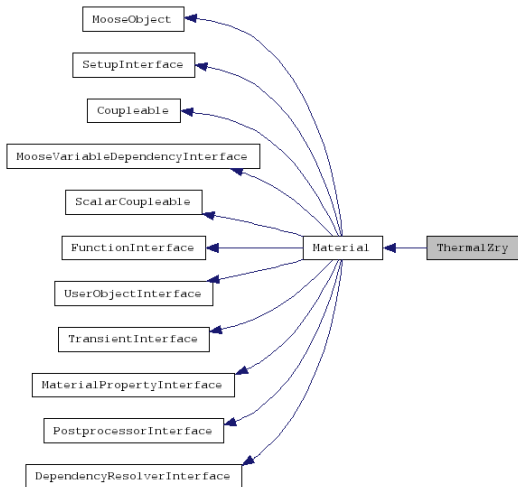 MooseObject
SetupInterface
Coupleable
MooseVariableDependencyInterface
ScalarCoupleable
FunctionInterface
Material
ThermalZry
UserObjectInterface
TransientInterface
MaterialPropertyInterface
PostprocessorInterface
DependencyResolverInterface